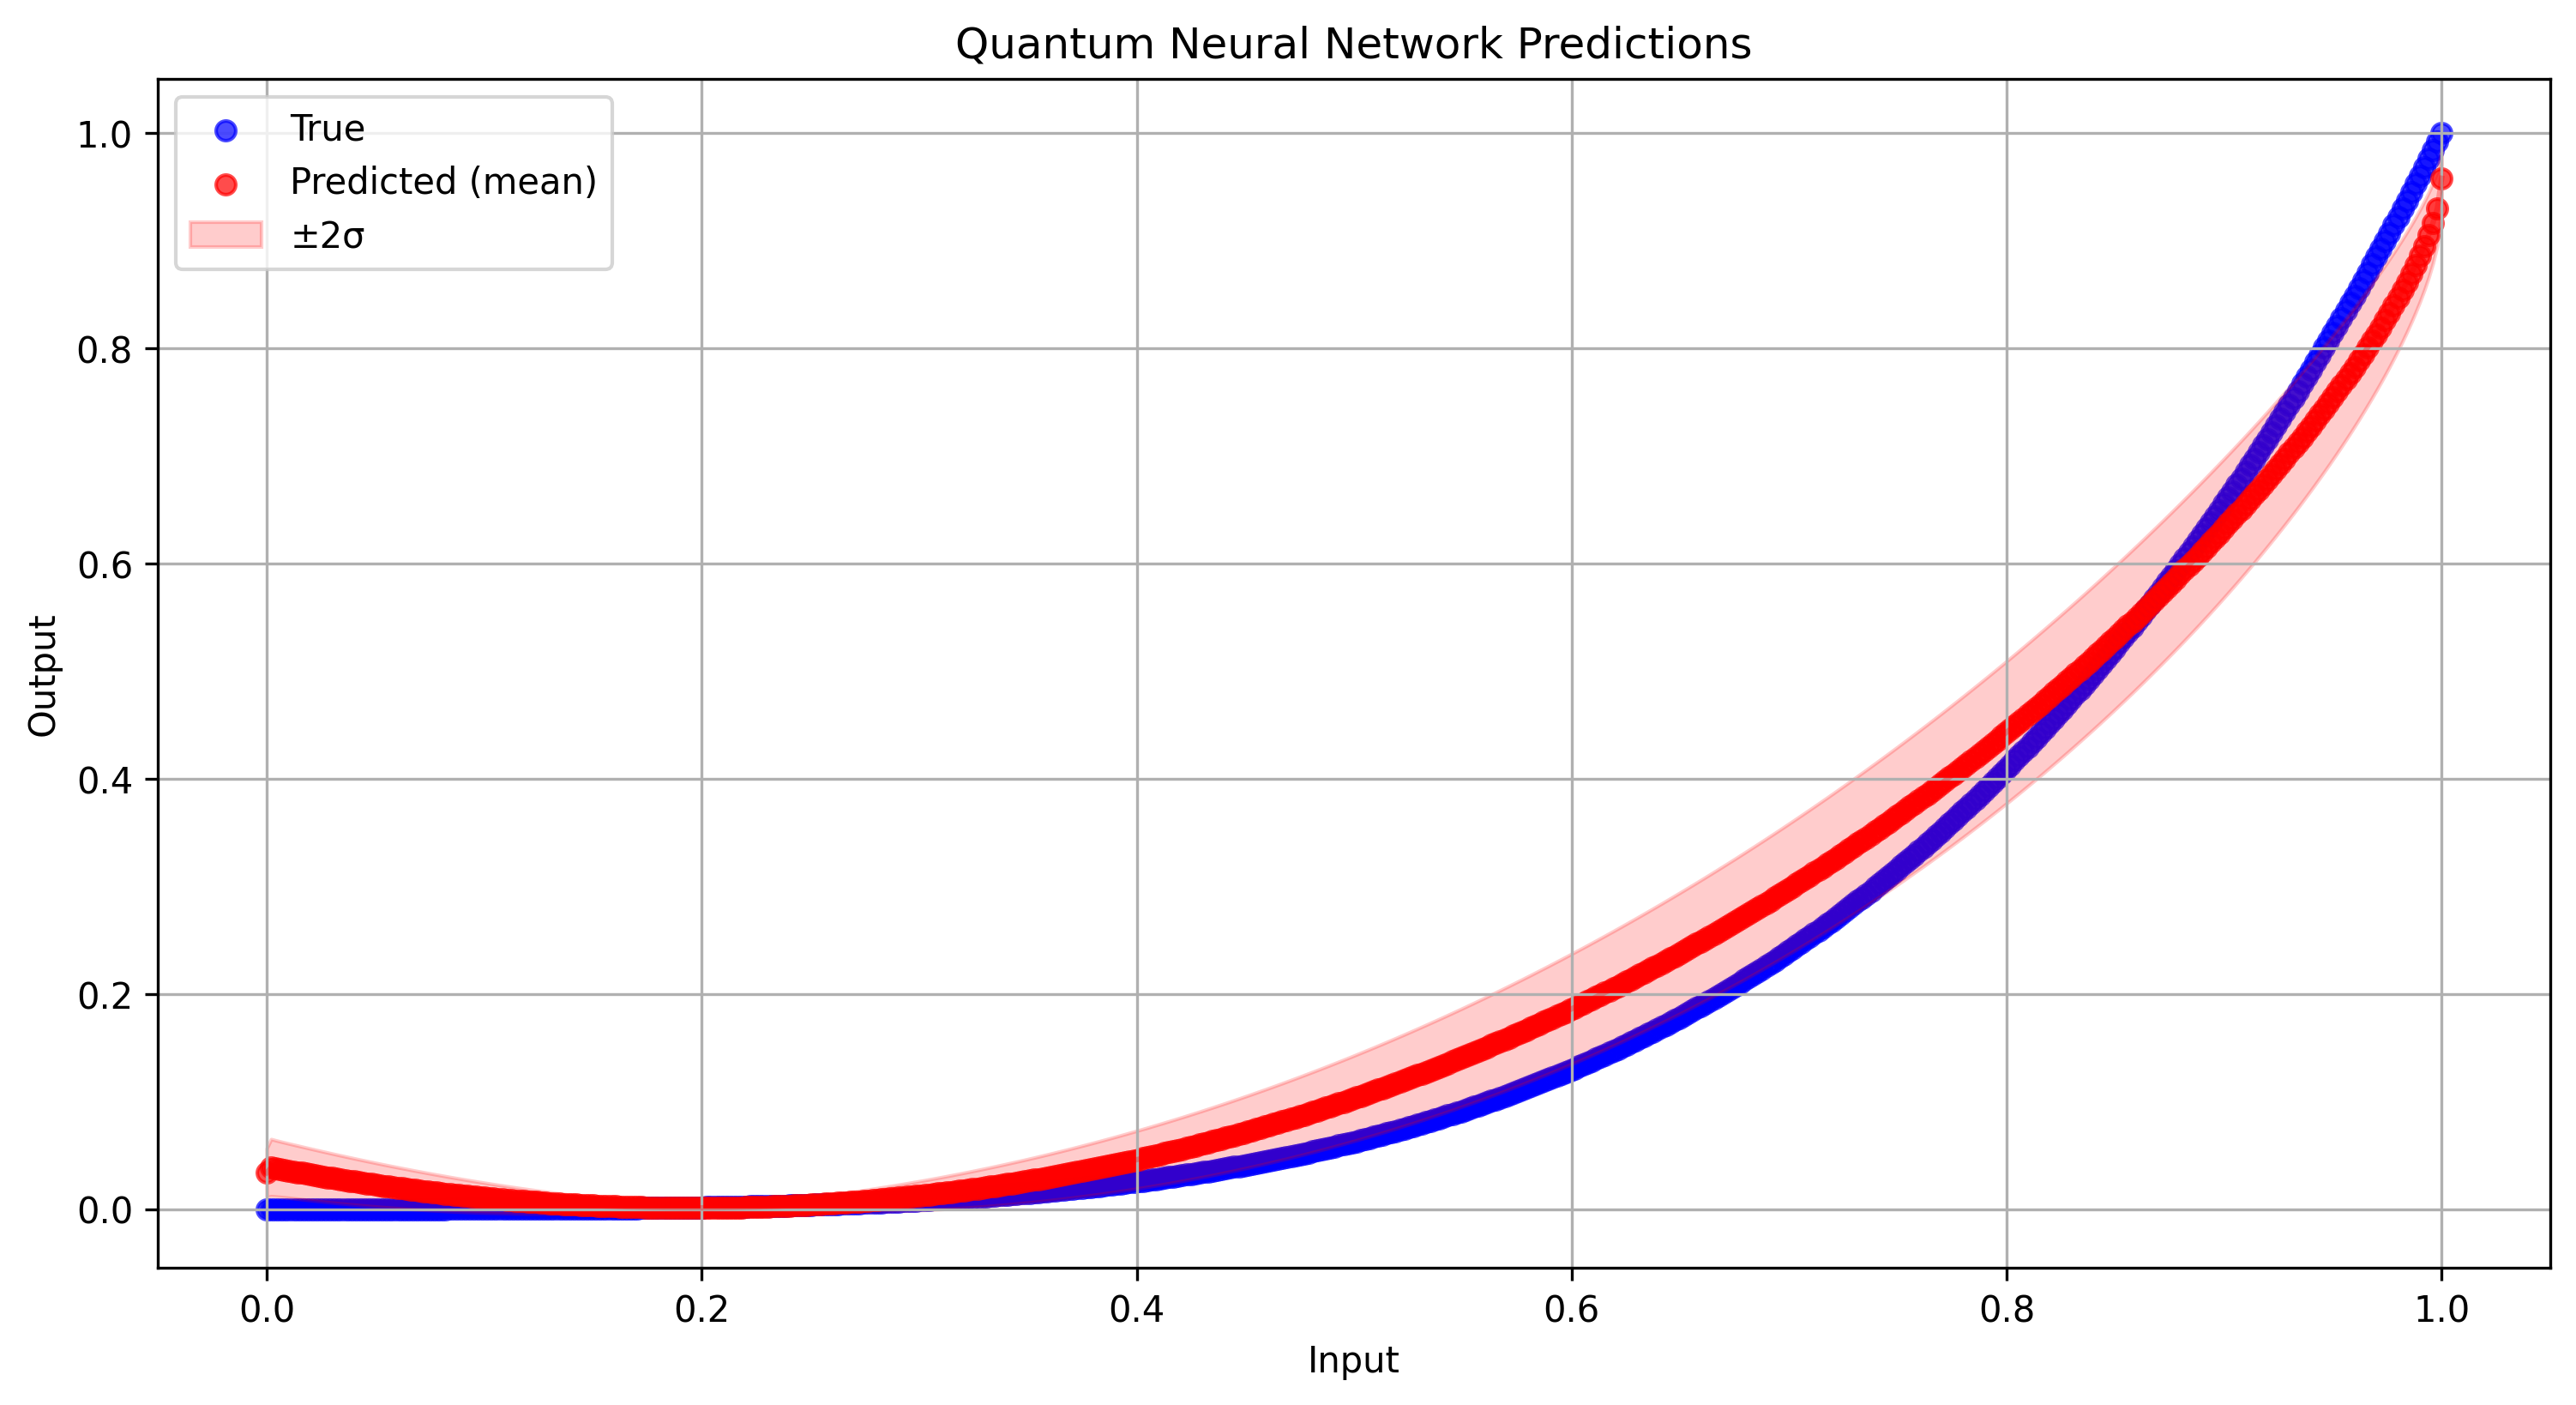 Quantum Neural Network Predictions
True
Predicted (mean)
±2σ
1.0
0.8
0.6
0.4
0.2
0.0
Output
0.0 0.2 0.4 0.6 0.8 1.0
Input